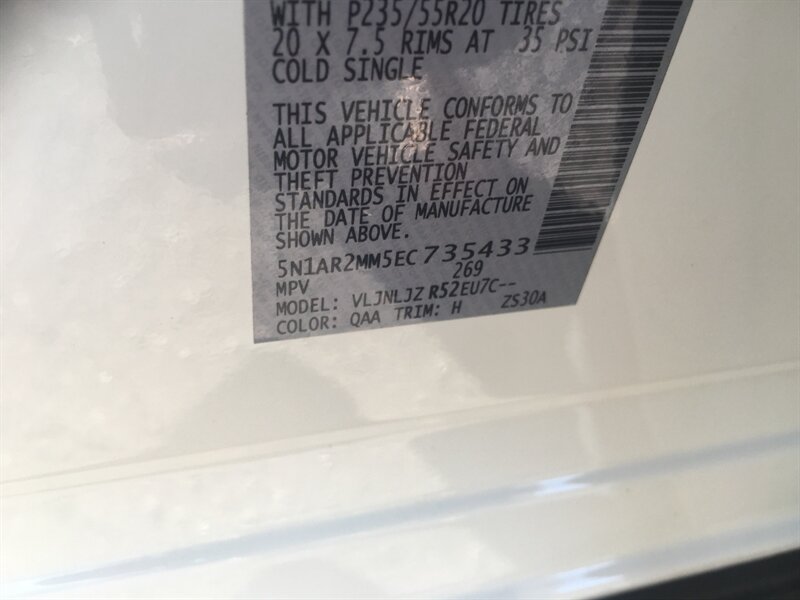 WITH P235/55R20 TIRES
20 X 7.5 RIMS AT 35 PSI
COLD SINGLE
THIS VEHICLE CONFORMS TO
ALL APPLICABLE FEDERAL
MOTOR VEHICLE SAFETY AND
THEFT PREVENTION
STANDARDS IN EFFECT ON
THE DATE OF MANUFACTURE
SHOWN ABOVE.
5N1AR2MM5EC735433
MPV 269
MODEL: VLJNLJZ R52EU7C--
COLOR: QAA TRIM: H ZS30A